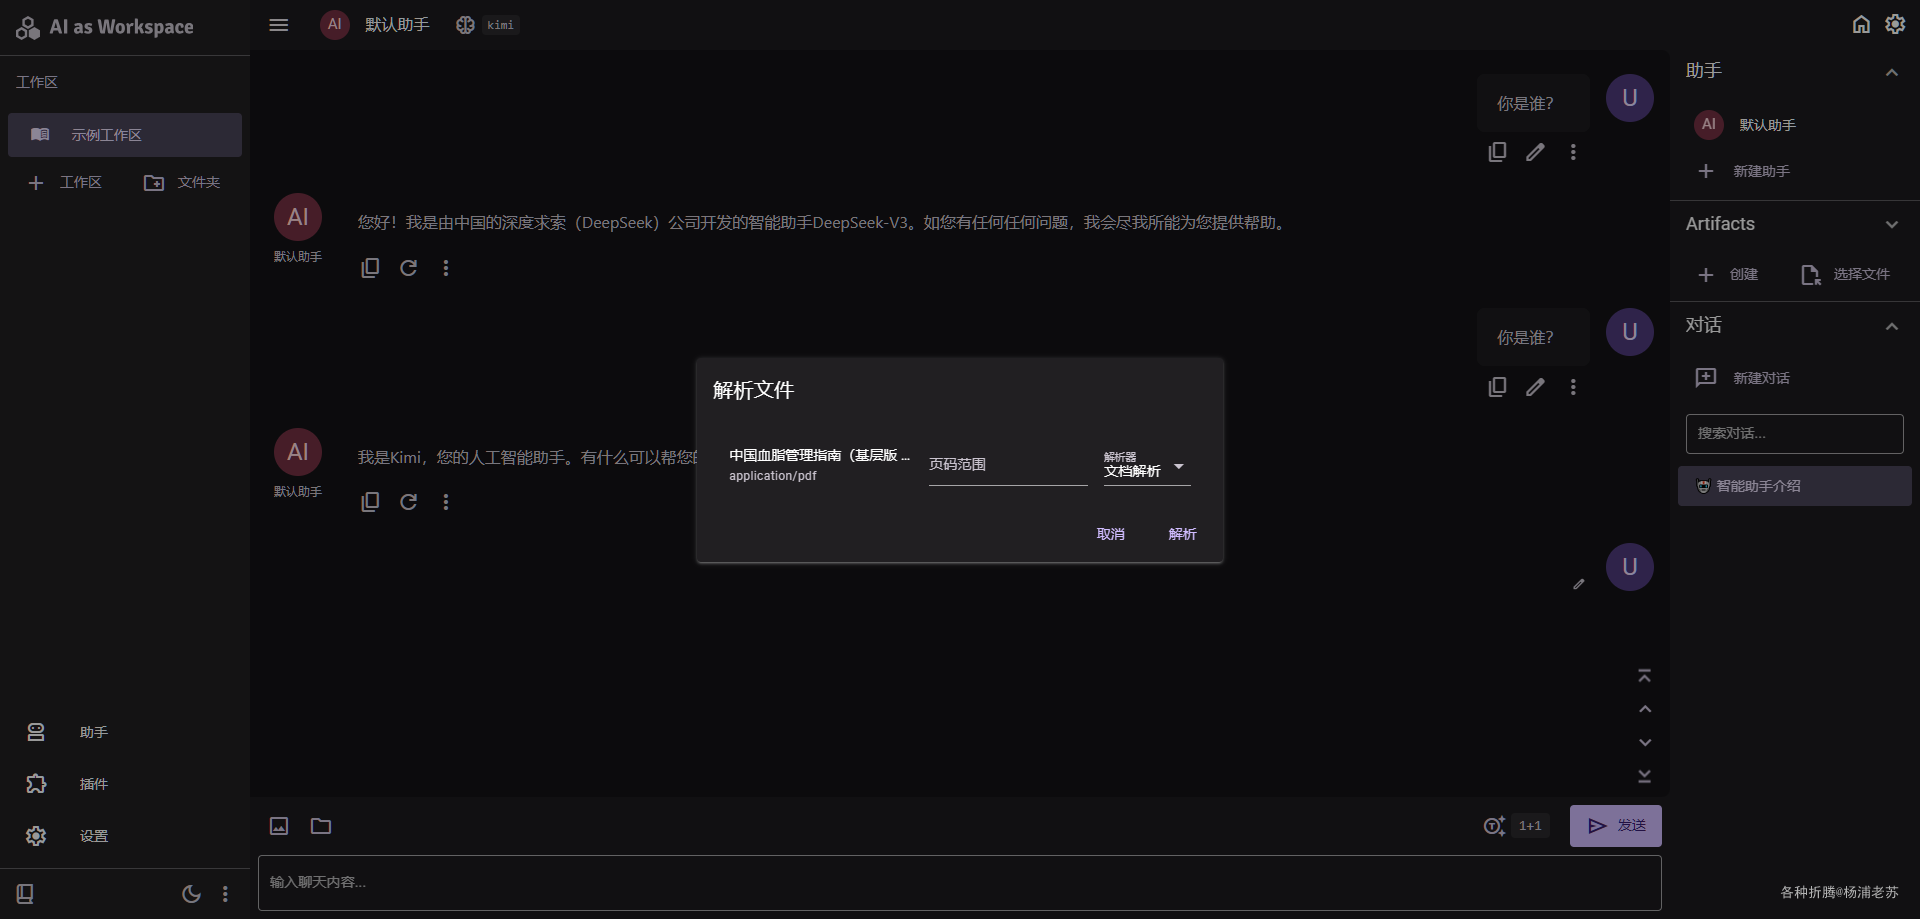 AI as Workspace
工作区
示例工作区
工作区
文件夹
助手
插件
设置
AI
默认助手
kimi
你是谁?
U
AI
默认助手
您好！我是由中国的深度求索（DeepSeek）公司开发的智能助手DeepSeek-V3。如您有任何任何问题，我会尽我所能为您提供帮助。
你是谁?
U
AI
默认助手
我是Kimi，您的人工智能助手。有什么可以帮您的
U
解析文件
中国血脂管理指南（基层版 ...
application/pdf
页码范围
解析器
文档解析
取消
解析
1+1
发送
输入聊天内容...
助手
AI
默认助手
新建助手
Artifacts
创建
选择文件
对话
新建对话
搜索对话...
智能助手介绍
各种折腾@杨浦老苏